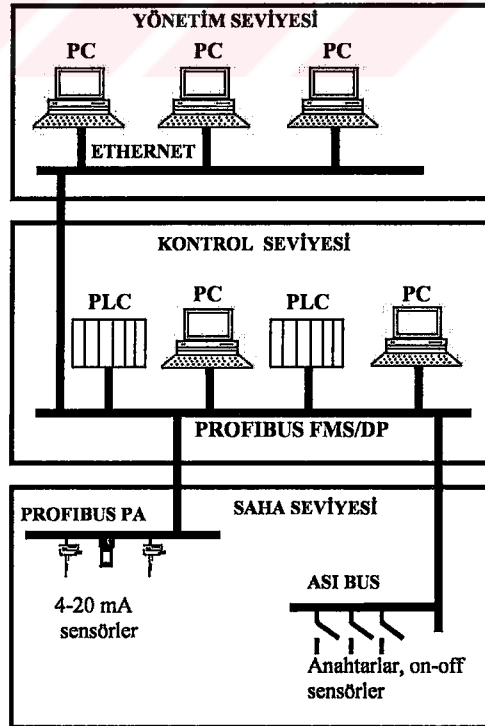 YÖNETİM SEVİYESİ
PC PC PC
ETHERNET
KONTROL SEVİYESİ
PLC PC PLC PC
PROFIBUS FMS/DP
SAHA SEVİYESİ
PROFIBUS PA
4-20 mA
sensörler
ASI BUS
Anahtarlar, on-off
sensörler